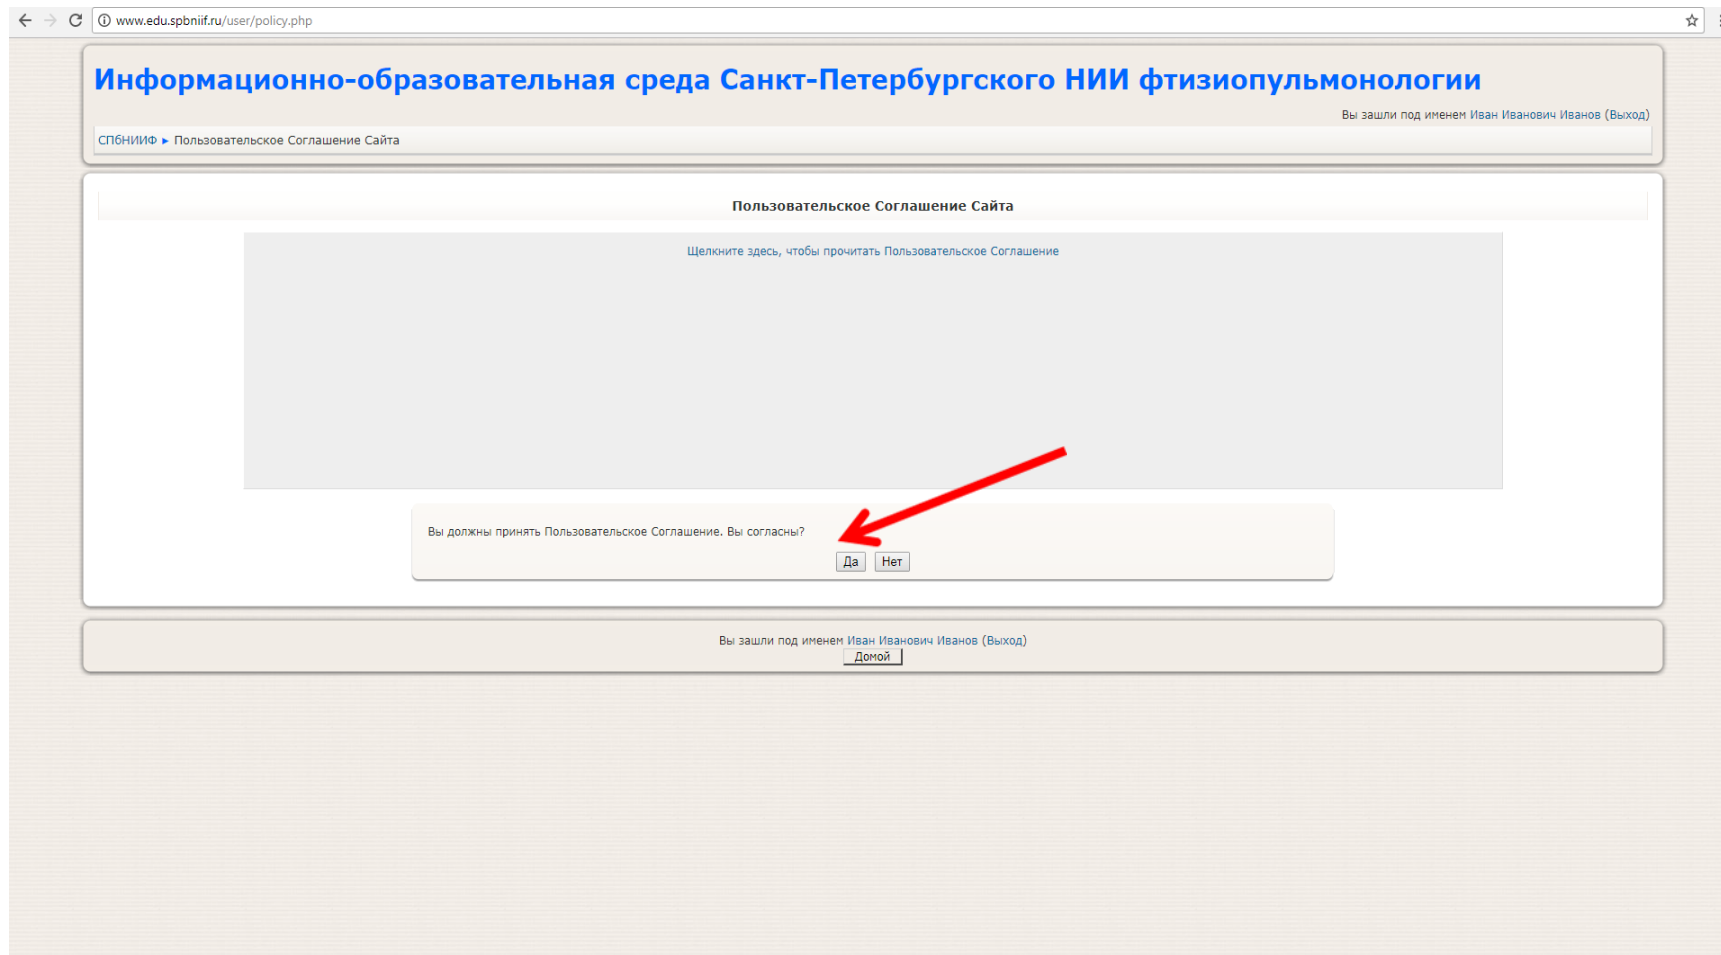 www.edu.spbniif.ru/user/policy.php
Информационно-образовательная среда Санкт-Петербургского НИИ фтизиопульмонологии
Вы зашли под именем Иван Иванович Иванов (Выход)
СПбНИИФ ► Пользовательское Соглашение Сайта
Пользовательское Соглашение Сайта
Щелкните здесь, чтобы прочитать Пользовательское Соглашение
Вы должны принять Пользовательское Соглашение. Вы согласны?
Да Нет
Вы зашли под именем Иван Иванович Иванов (Выход)
Домой